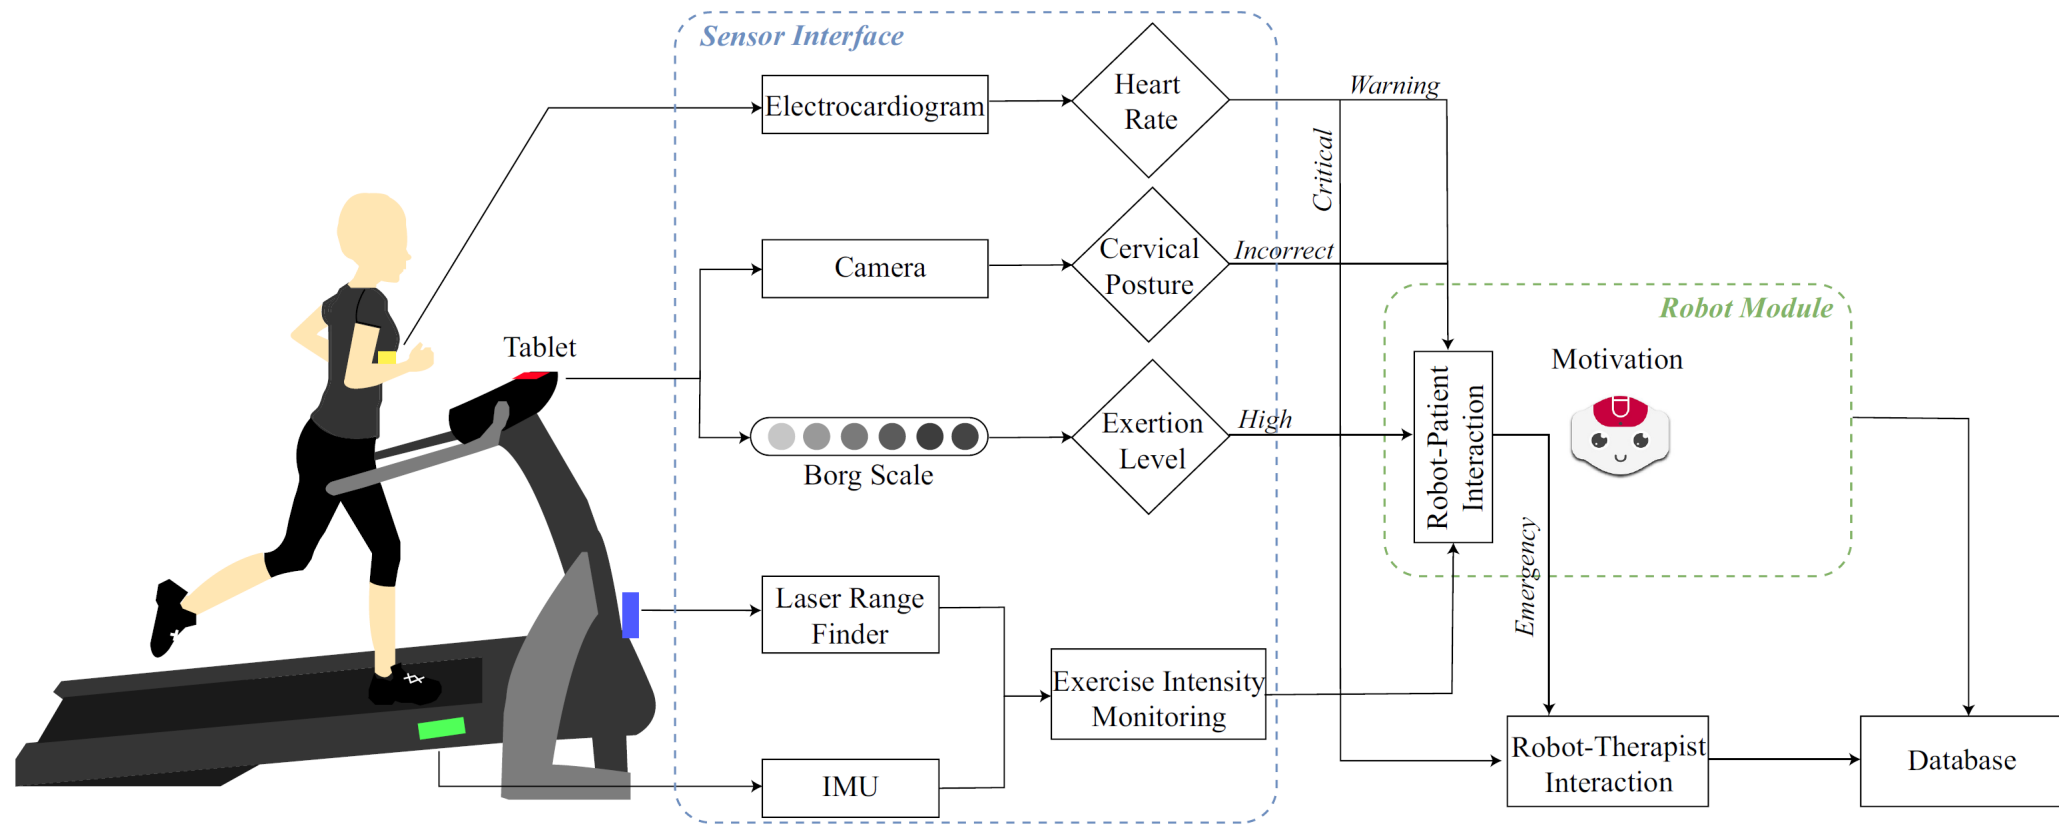 Sensor Interface
Electrocardiogram
Heart
Rate
Warning
Critical
Camera
Cervical
Posture
Incorrect
Robot Module
Tablet
Motivation
Borg Scale
Exertion
Level
High
Robot-Patient
Interaction
Emergency
Laser Range
Finder
Exercise Intensity
Monitoring
IMU
Robot-Therapist
Interaction
Database